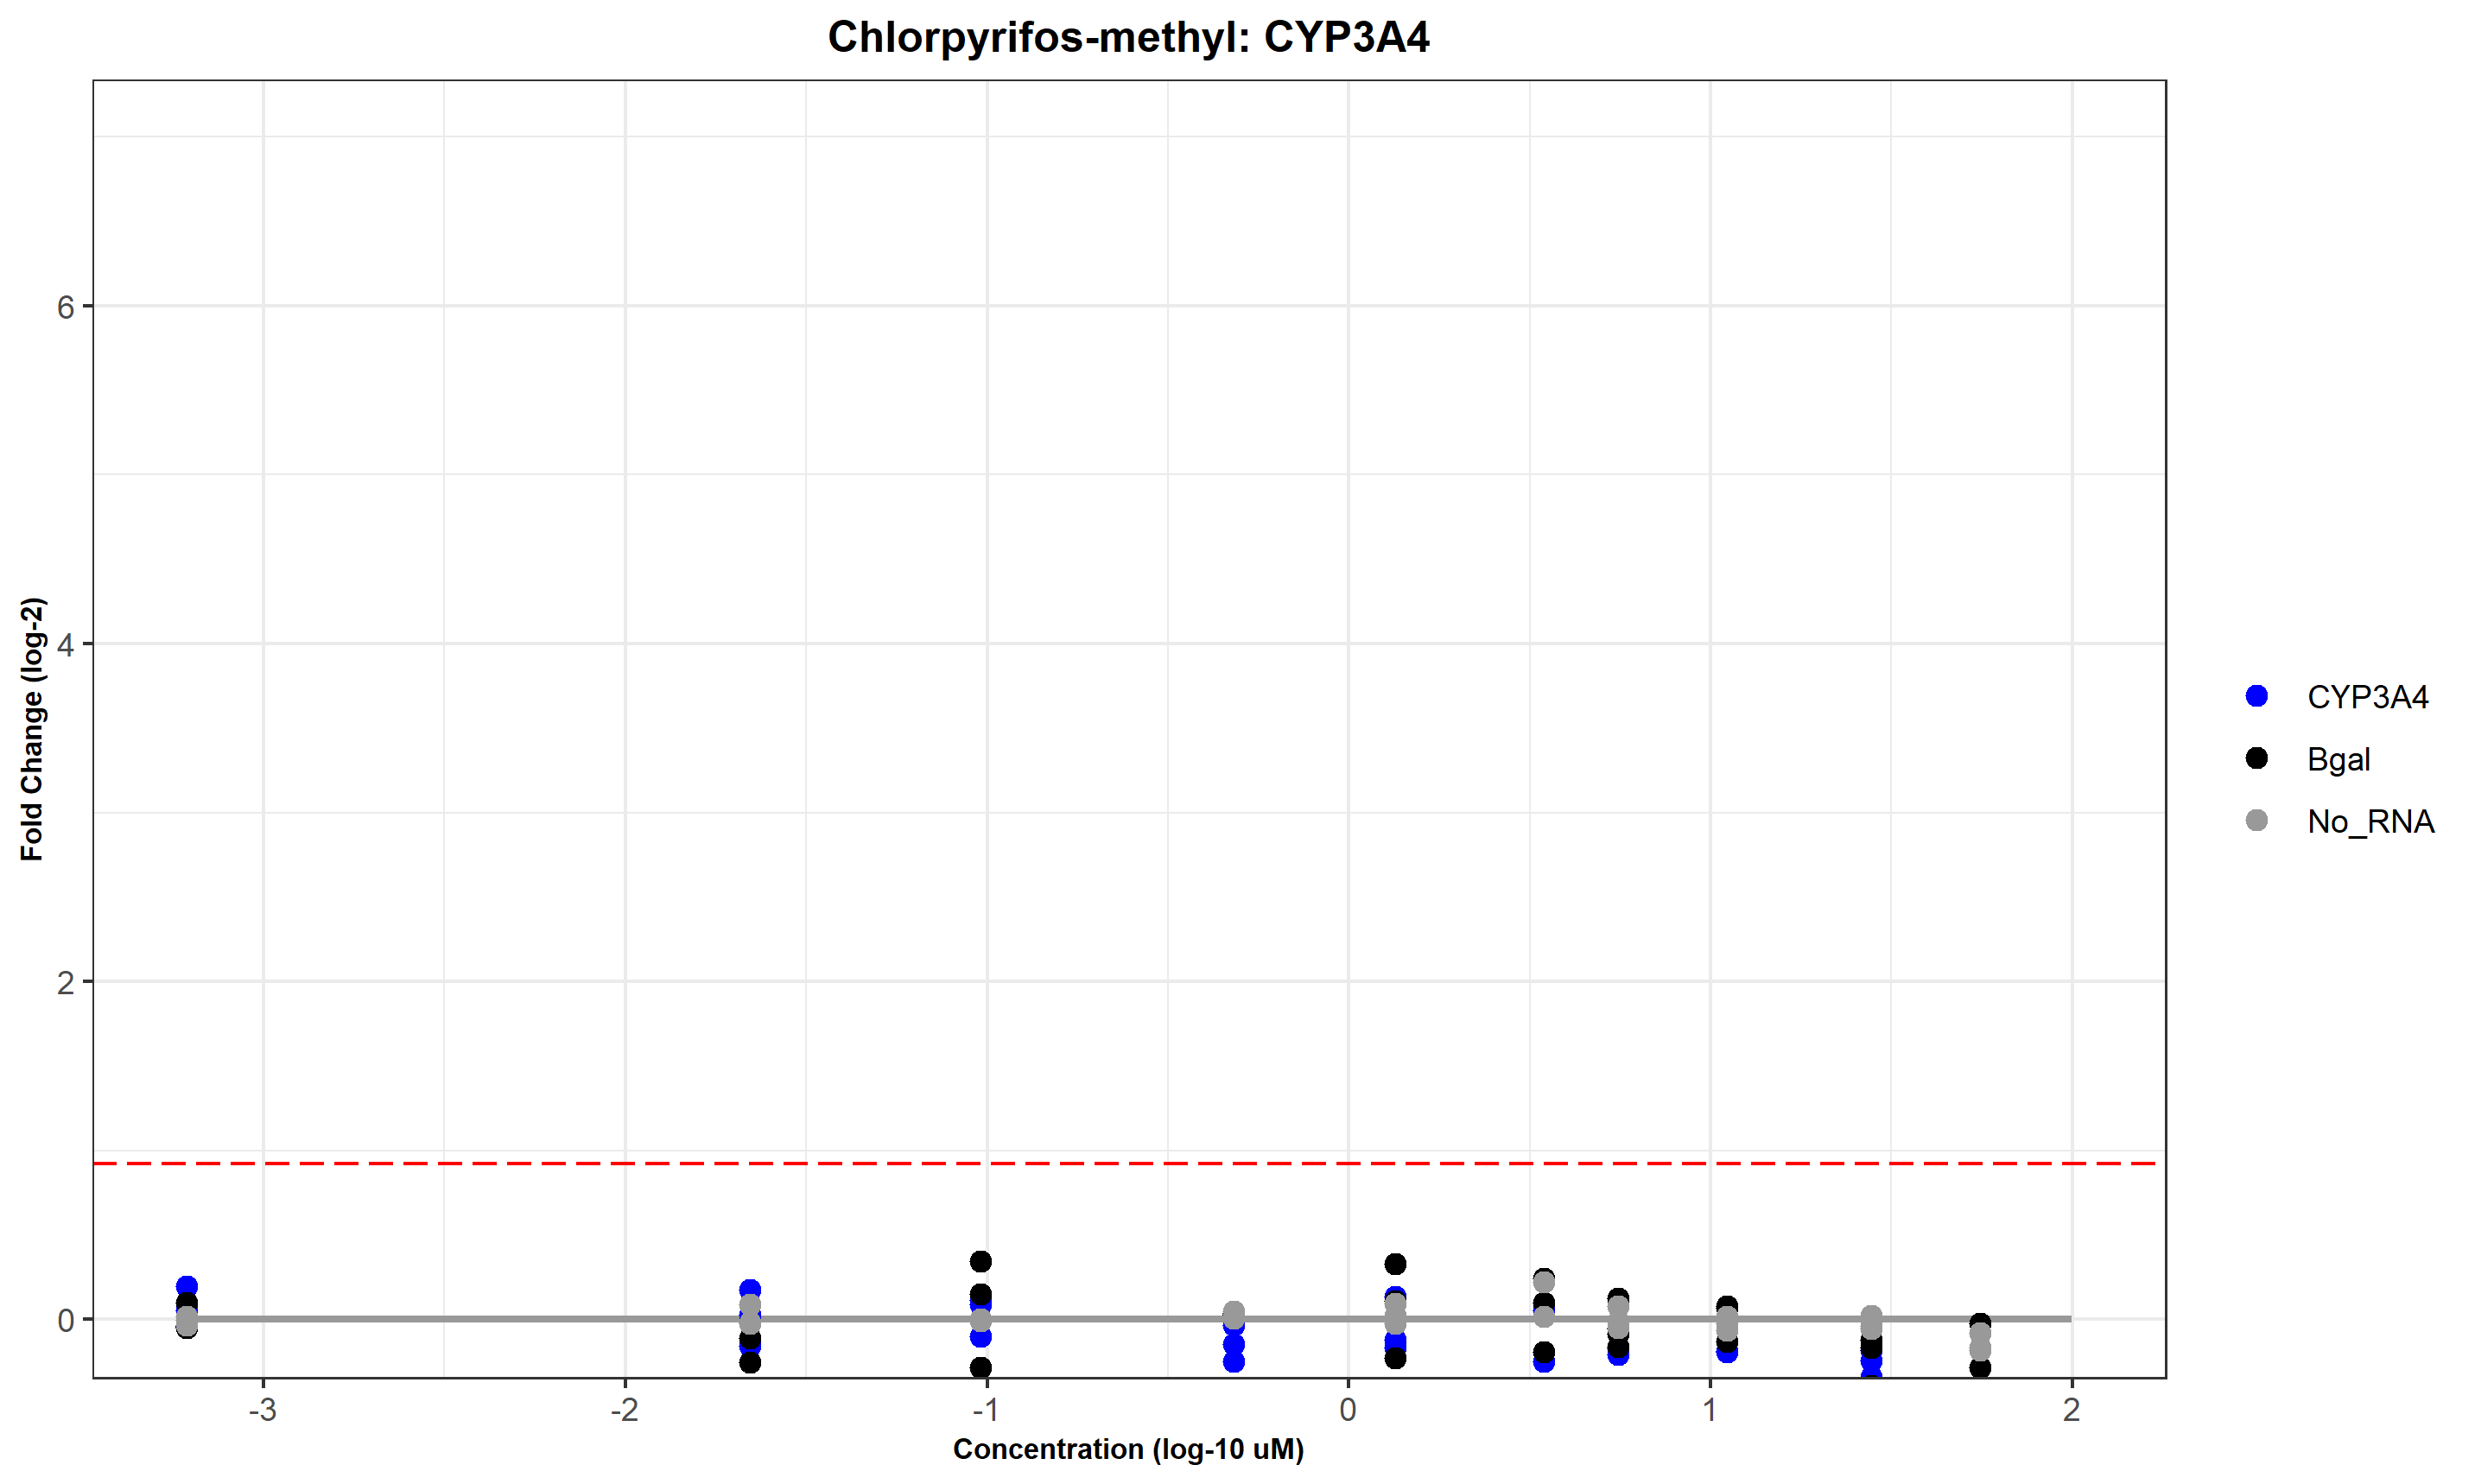 Chlorpyrifos-methyl: CYP3A4
Fold Change (log-2)
6
4
2
0
-3 -2 -1 0 1 2
Concentration (log-10 uM)
CYP3A4
Bgal
No_RNA